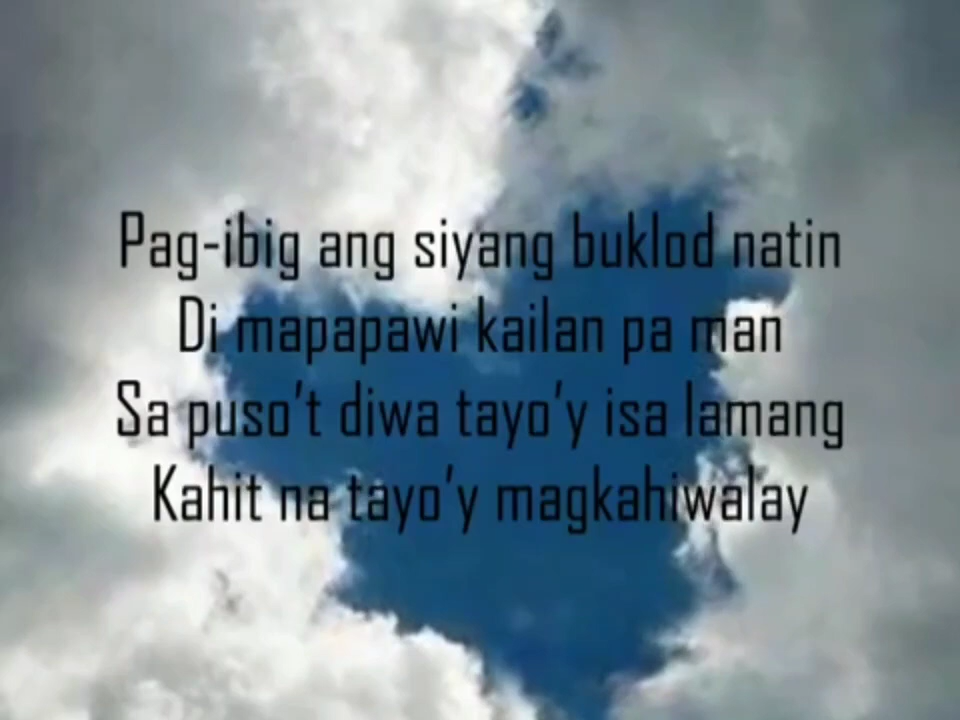 Pag-ibig ang siyang buklod natin
Di mapapawi kailan pa man
Sa puso't diwa tayo'y isa lamang
Kahit na tayo'y magkahiwalay